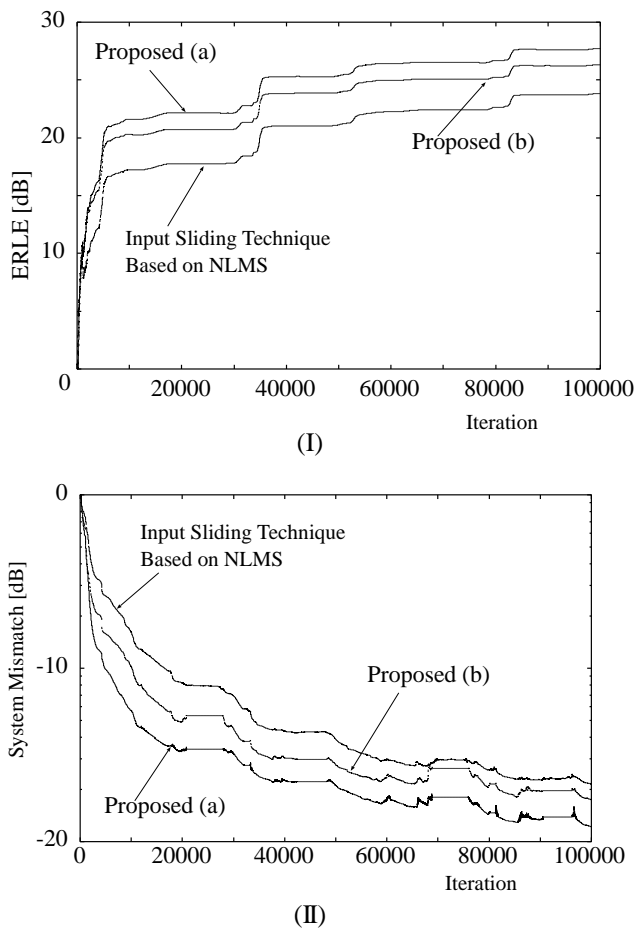 30
Proposed (a)
20
Proposed (b)
ERLE [dB]
Input Sliding Technique
Based on NLMS
10
0
20000 40000 60000 80000 100000
Iteration
(I)
0
Input Sliding Technique
Based on NLMS
System Mismatch [dB]
-10
Proposed (b)
Proposed (a)
-20
0 20000 40000 60000 80000 100000
Iteration
(II)